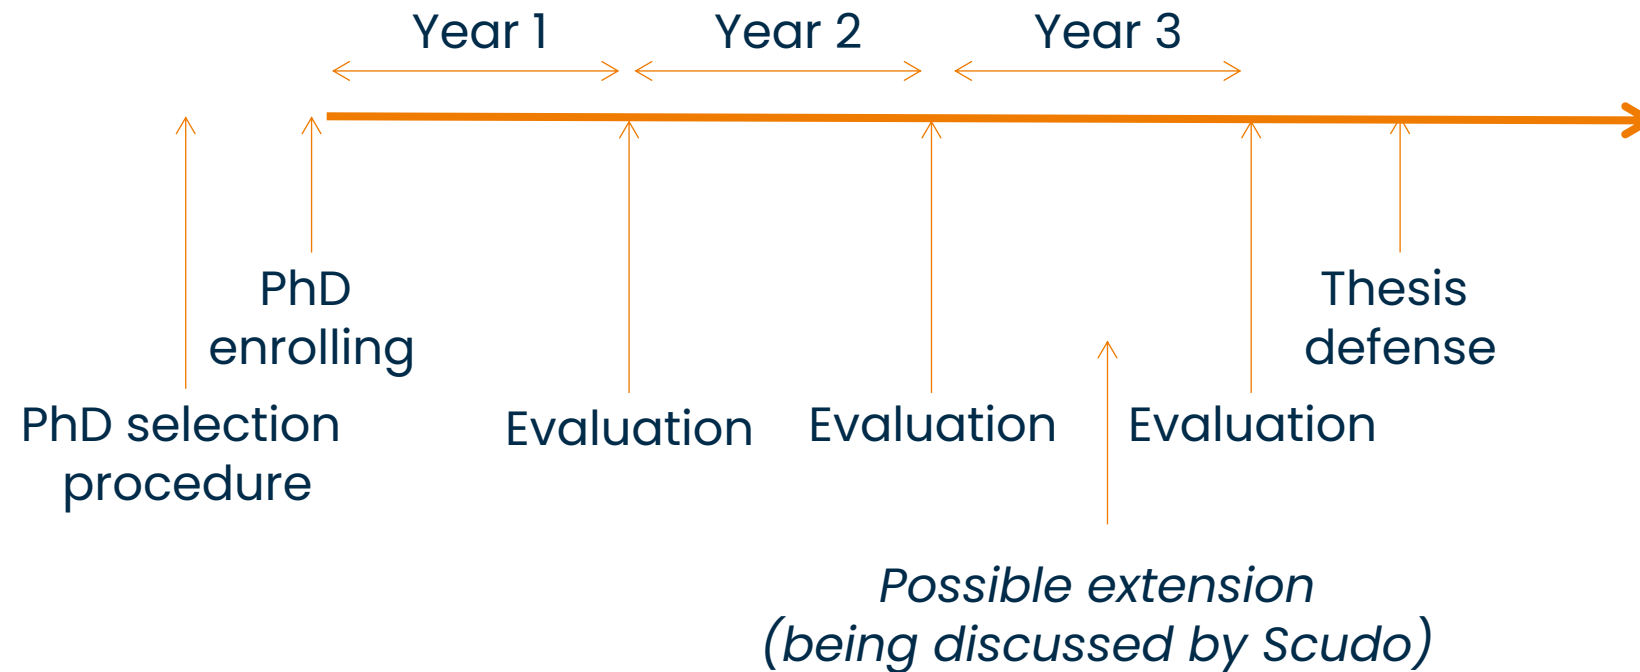 Year 1
Year 2
Year 3
PhD
enrolling
Thesis
defense
PhD selection
procedure
Evaluation
Evaluation
Evaluation
Possible extension
(being discussed by Scudo)